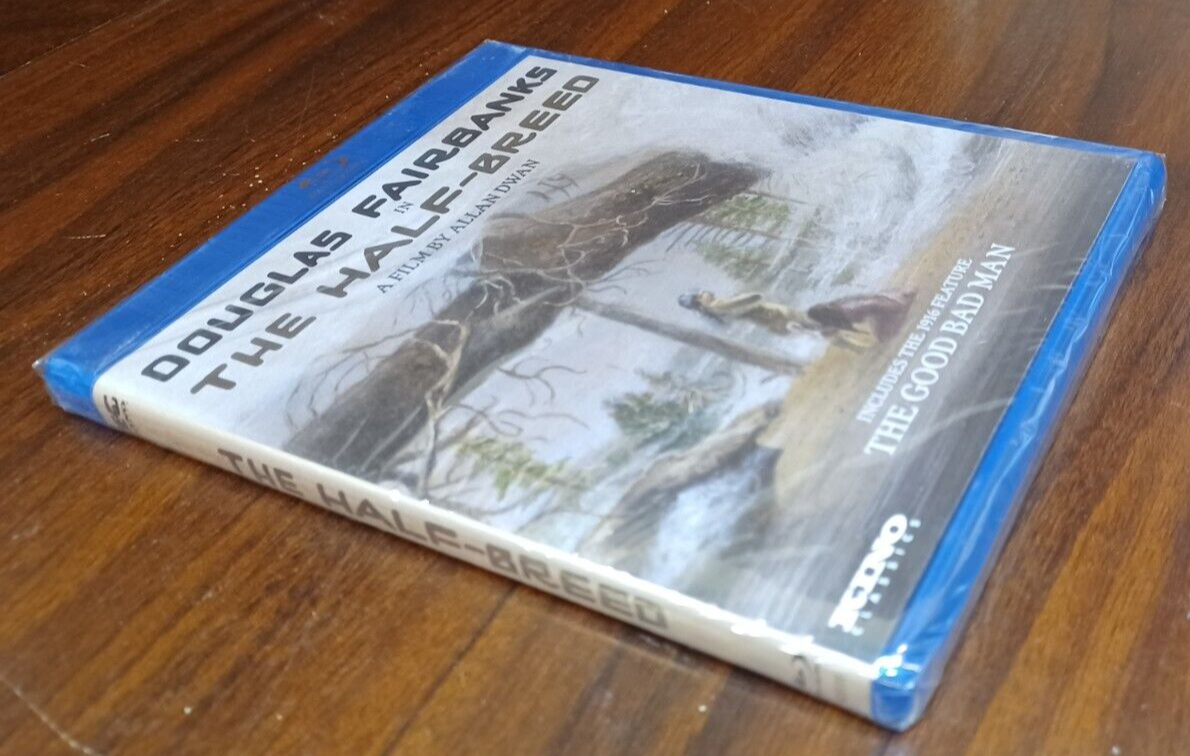 DOUGLAS FAIRBANKS
IN
THE HALF-BREED
A FILM BY ALLAN DWAN
INCLUDES THE 1916 FEATURE
THE GOOD BAD MAN
KINO
CLASSICS
THE HALF-BREED